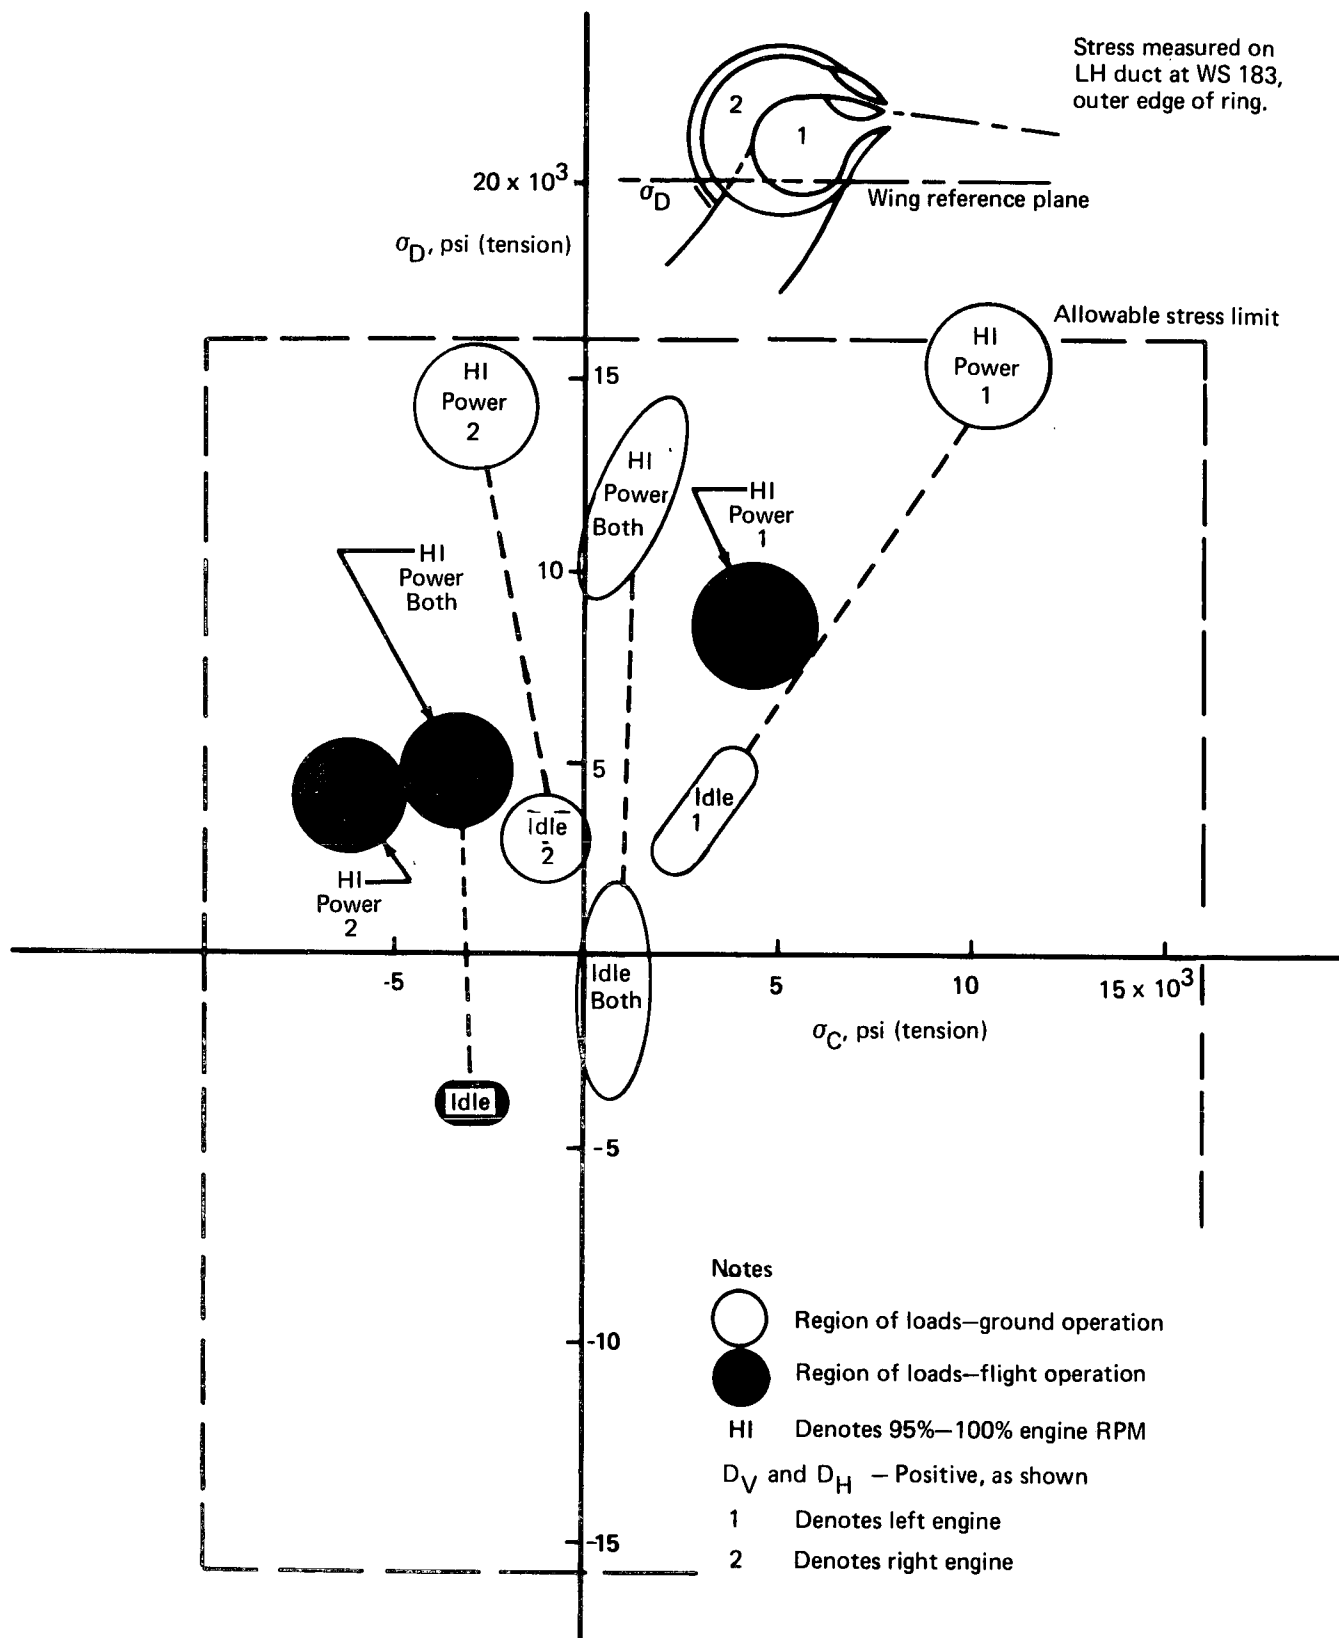 Stress measured on
LH duct at WS 183,
outer edge of ring.
2
1
20 x 10³
σD
Wing reference plane
σD, psi (tension)
Allowable stress limit
HI
Power
1
HI
Power
2
15
HI
Power
Both
HI
Power
1
10
HI
Power
Both
5
Idle
1
Idle
2
HI
Power
2
-5
5
10
15 x 10³
Idle
Both
σC, psi (tension)
Idle
-5
Notes
Region of loads—ground operation
-10
Region of loads—flight operation
HI Denotes 95%—100% engine RPM
DV and DH — Positive, as shown
1 Denotes left engine
-15
2 Denotes right engine